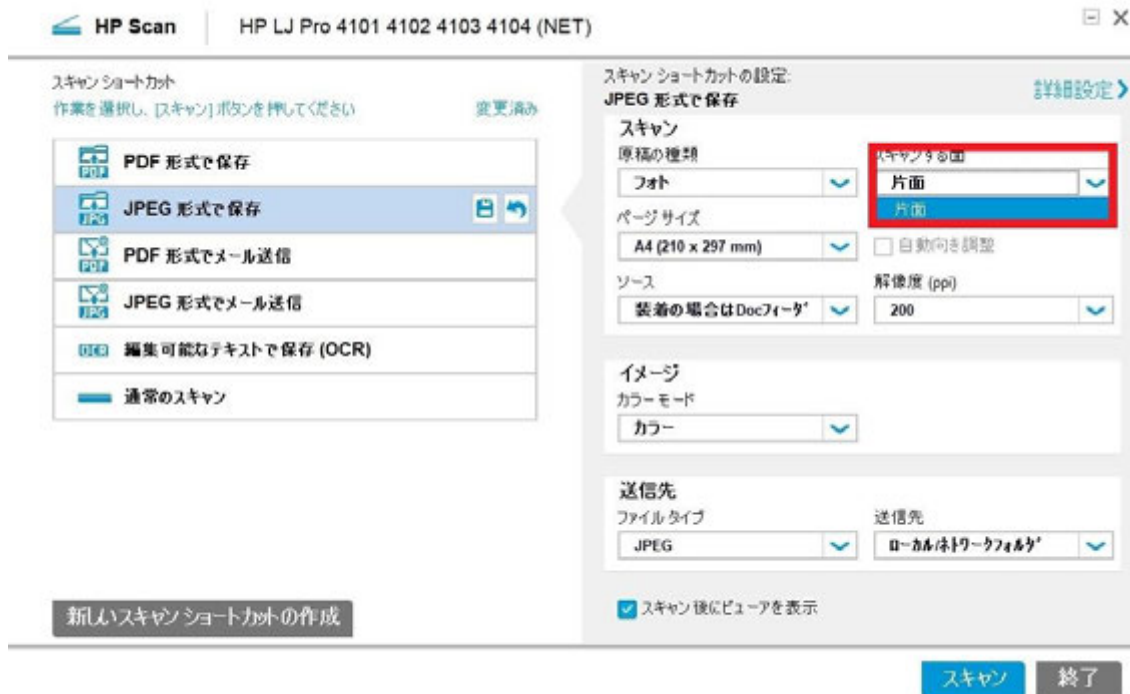 HP Scan
HP LJ Pro 4101 4102 4103 4104 (NET)
スキャン ショートカット
作業を選択し、[スキャン] ボタンを押してください
変更済み
PDF 形式で保存
JPEG 形式で保存
PDF 形式でメール送信
JPEG 形式でメール送信
編集可能なテキストで保存 (OCR)
通常のスキャン
新しいスキャン ショートカットの作成
スキャン ショートカットの設定:
JPEG 形式で保存
詳細設定
スキャン
原稿の種類
フォト
スキャンする面
片面
片面
ページ サイズ
A4 (210 x 297 mm)
自動向き調整
ソース
装着の場合はDocフィーダ
解像度 (ppi)
200
イメージ
カラー モード
カラー
送信先
ファイル タイプ
JPEG
送信先
ローカル/ネットワークフォルダ
スキャン後にビューアを表示
スキャン
終了